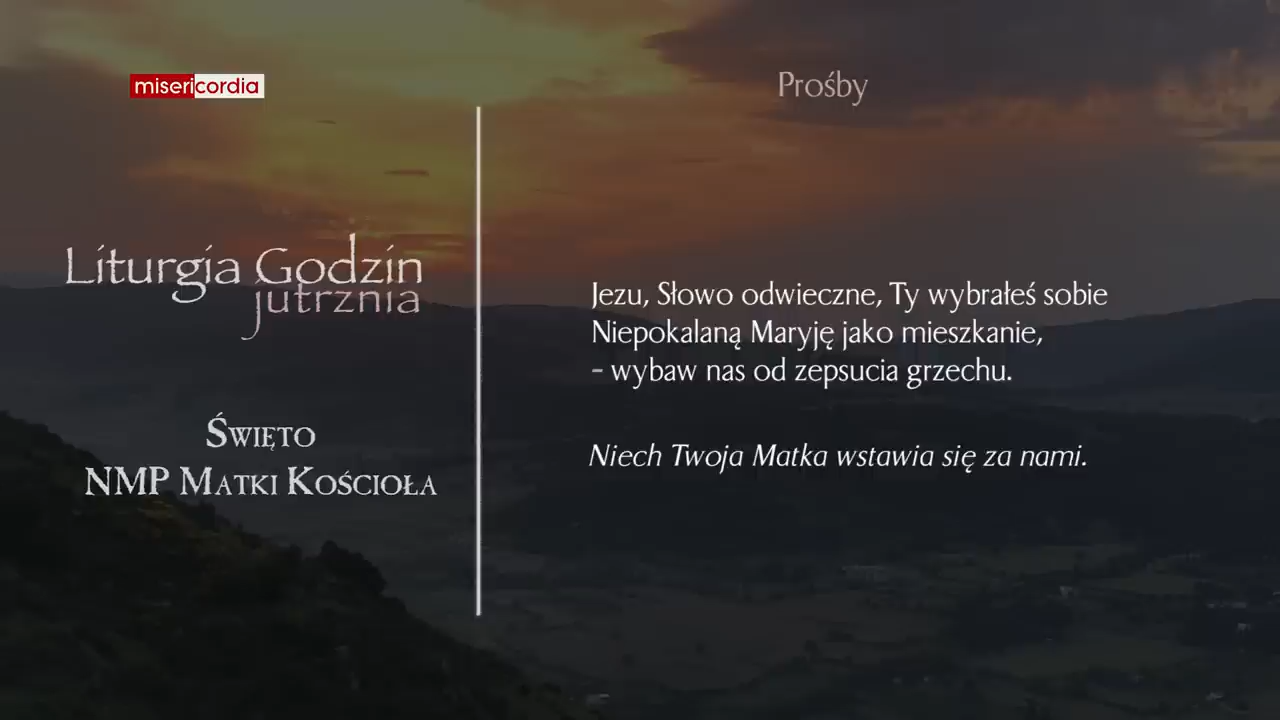 misericordia
Prośby
Liturgia Godzin
jutrznia
Święto
NMP Matki Kościoła
Jezu, Słowo odwieczne, Ty wybrałeś sobie
Niepokalaną Maryję jako mieszkanie,
- wybaw nas od zepsucia grzechu.
Niech Twoja Matka wstawia się za nami.